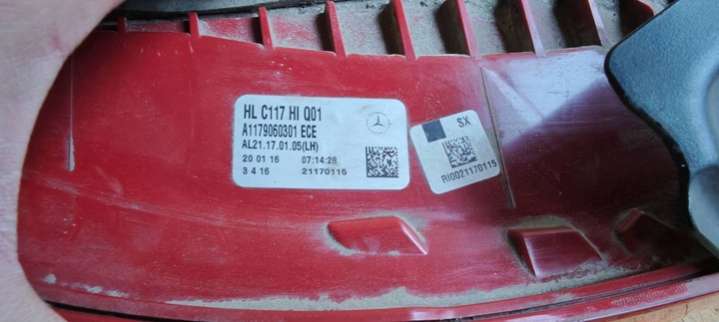 HL C117 HI Q01
A1179060301 ECE
AL21.17.01.05(LH)
20 01 16 07:14:28
3 4 16 21170115
SX
RI0021170115